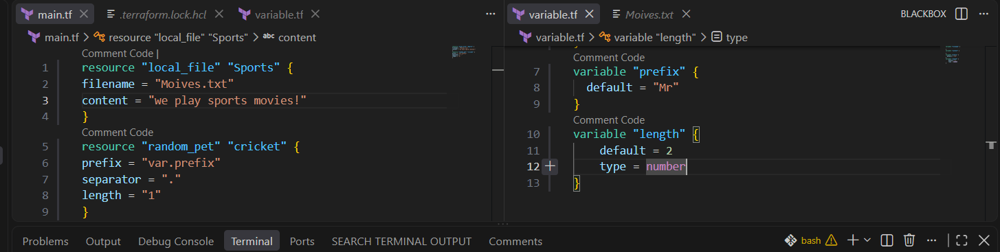 main.tf
.terraform.lock.hcl
variable.tf
main.tf > resource "local_file" "Sports" > abc content
Comment Code |
1 resource "local_file" "Sports" {
2 filename = "Moives.txt"
3 content = "we play sports movies!"
4 }
Comment Code
5 resource "random_pet" "cricket" {
6 prefix = "var.prefix"
7 separator = "."
8 length = "1"
9 }
variable.tf
Moives.txt
BLACKBOX
variable.tf > variable "length" > type
Comment Code
7 variable "prefix" {
8 default = "Mr"
9 }
Comment Code
10 variable "length" {
11 default = 2
12 type = number
13 }
Problems Output Debug Console Terminal Ports SEARCH TERMINAL OUTPUT Comments
bash